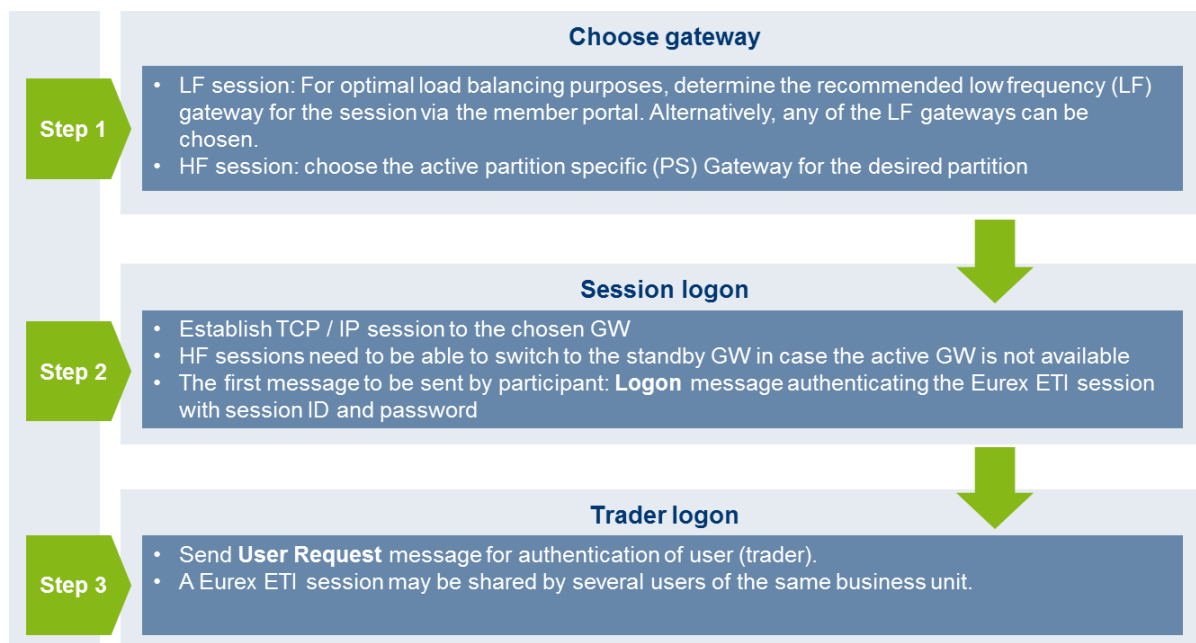 Choose gateway
Step 1
• LF session: For optimal load balancing purposes, determine the recommended low frequency (LF)
gateway for the session via the member portal. Alternatively, any of the LF gateways can be
chosen.
• HF session: choose the active partition specific (PS) Gateway for the desired partition
Session logon
Step 2
• Establish TCP / IP session to the chosen GW
• HF sessions need to be able to switch to the standby GW in case the active GW is not available
• The first message to be sent by participant: Logon message authenticating the Eurex ETI session
with session ID and password
Trader logon
Step 3
• Send User Request message for authentication of user (trader).
• A Eurex ETI session may be shared by several users of the same business unit.